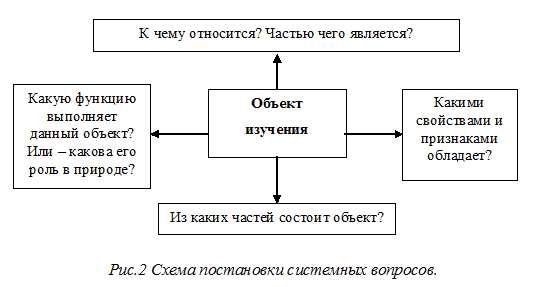 К чему относится? Частью чего является?
Какую функцию
выполняет
данный объект?
Или – какова его
роль в природе?
Объект
изучения
Какими
свойствами и
признаками
обладает?
Из каких частей состоит объект?
Рис.2 Схема постановки системных вопросов.